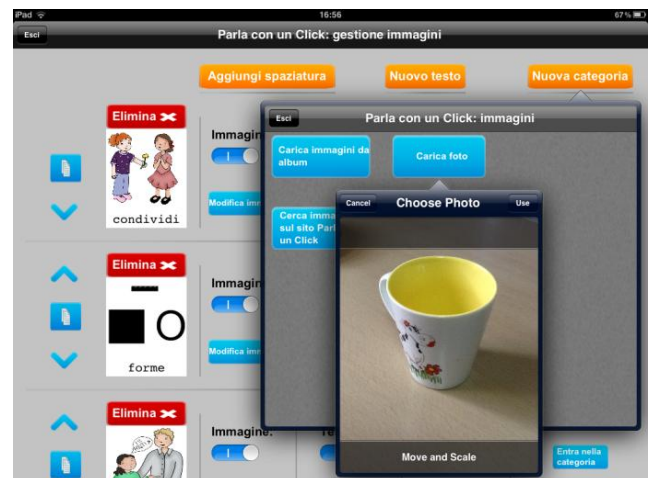 iPad 16:56 67%
Esci Parla con un Click: gestione immagini
Aggiungi spaziatura Nuovo testo Nuova categoria
Elimina
condividi
Immagin
Modifica imm
Esci Parla con un Click: immagini
Carica immagini da
album
Carica foto
Cerca imma
sul sito Parl
un Click
Cancel Choose Photo Use
Move and Scale
Elimina
forme
Immagin
Modifica imm
Elimina
Immagine:
Te
Entra nella
categoria